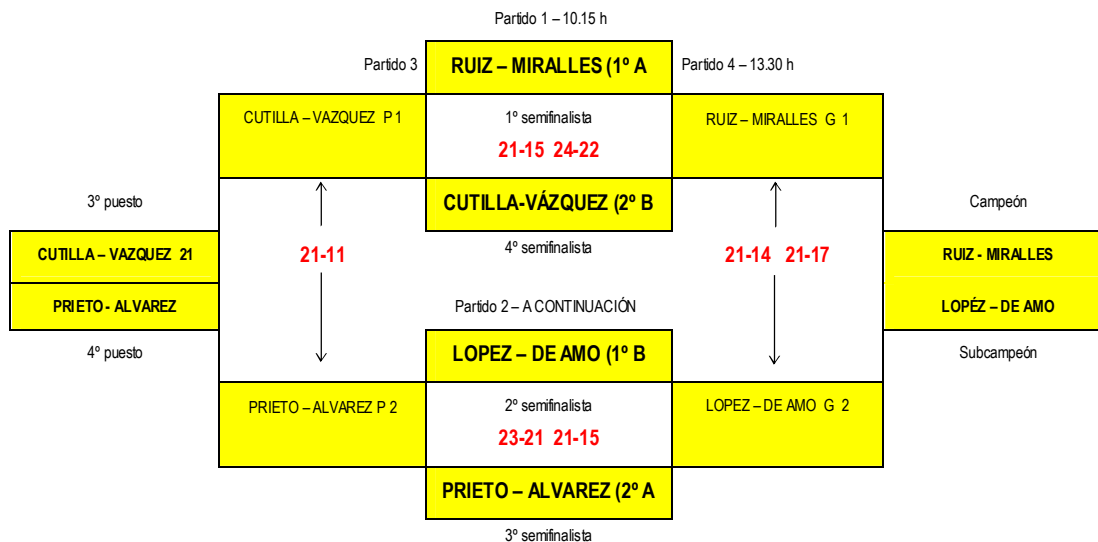 Partido 1 – 10.15 h
Partido 3
RUIZ – MIRALLES (1º A
Partido 4 – 13.30 h
CUTILLA – VAZQUEZ P 1
1º semifinalista
RUIZ – MIRALLES G 1
21-15 24-22
3º puesto
CUTILLA-VÁZQUEZ (2º B
Campeón
CUTILLA – VAZQUEZ 21
21-11
4º semifinalista
21-14 21-17
RUIZ - MIRALLES
PRIETO - ALVAREZ
Partido 2 – A CONTINUACIÓN
LOPÉZ – DE AMO
4º puesto
LOPEZ – DE AMO (1º B
Subcampeón
PRIETO – ALVAREZ P 2
2º semifinalista
LOPEZ – DE AMO G 2
23-21 21-15
PRIETO – ALVAREZ (2º A
3º semifinalista